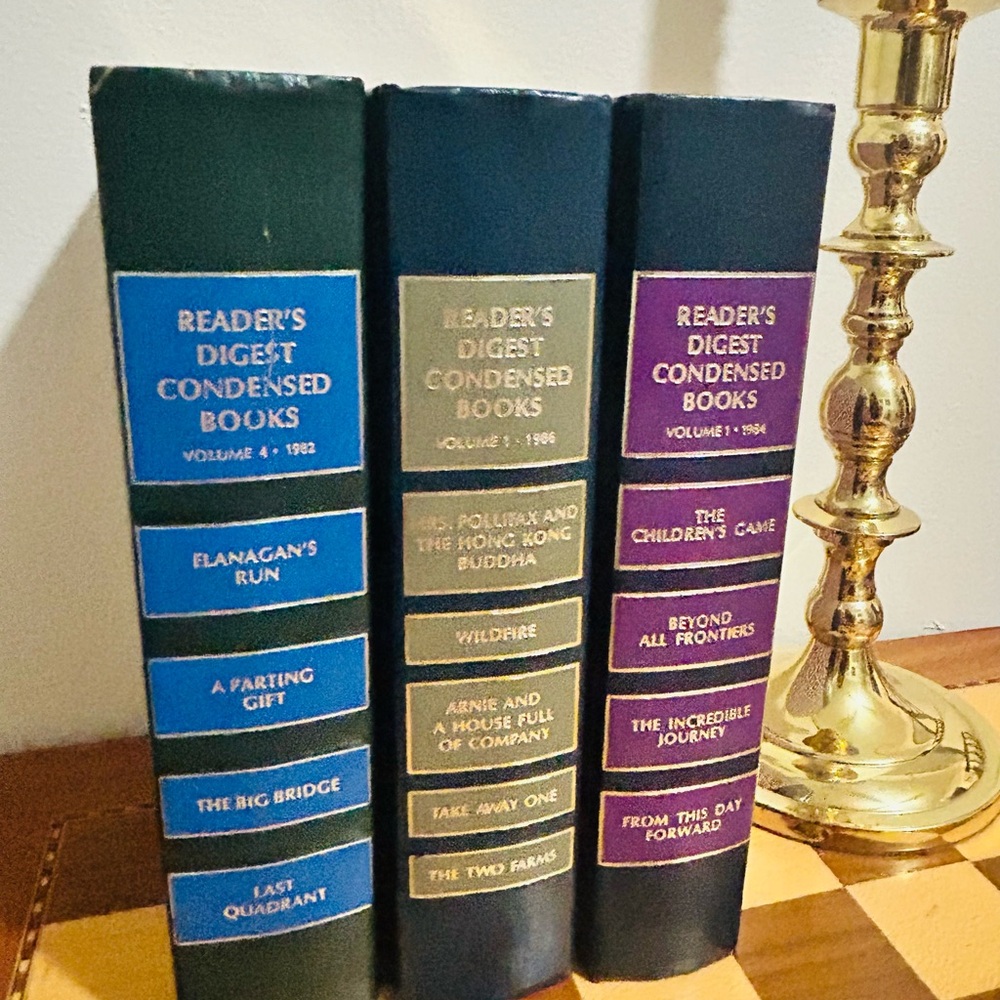 READER'S
DIGEST
CONDENSED
BOOKS
VOLUME 4 • 1982
FLANAGAN'S
RUN
A PARTING
GIFT
THE BIG BRIDGE
LAST
QUADRANT
READER'S
DIGEST
CONDENSED
BOOKS
VOLUME 1 • 1986
MRS. POLLIFAX AND
THE HONG KONG
BUDDHA
WILDFIRE
ARNIE AND
A HOUSE FULL
OF COMPANY
TAKE AWAY ONE
THE TWO FARMS
READER'S
DIGEST
CONDENSED
BOOKS
VOLUME 1 • 1984
THE
CHILDREN'S GAME
BEYOND
ALL FRONTIERS
THE INCREDIBLE
JOURNEY
FROM THIS DAY
FORWARD